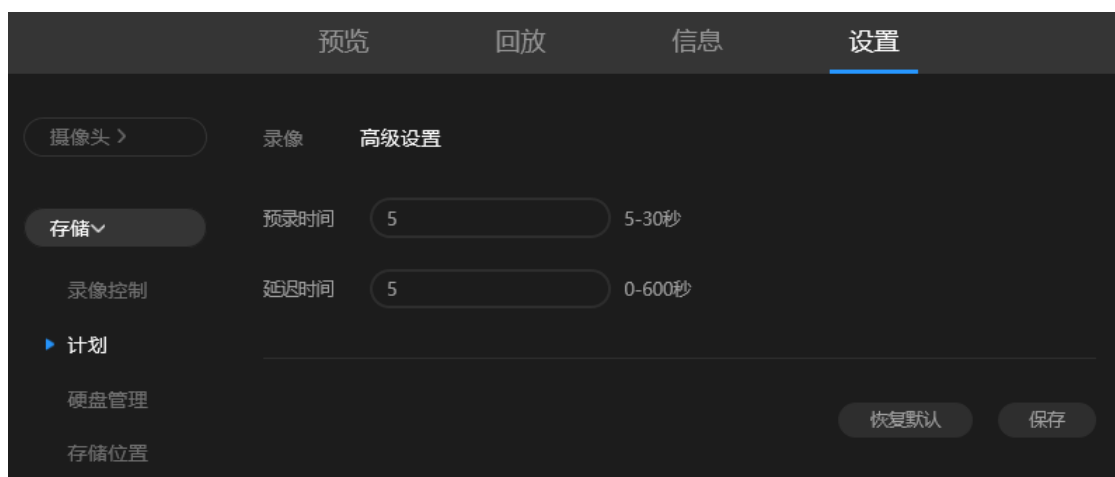 预览 回放 信息 设置
摄像头 >
录像 高级设置
存储
预录时间 5 5-30秒
录像控制
延迟时间 5 0-600秒
计划
硬盘管理
恢复默认 保存
存储位置